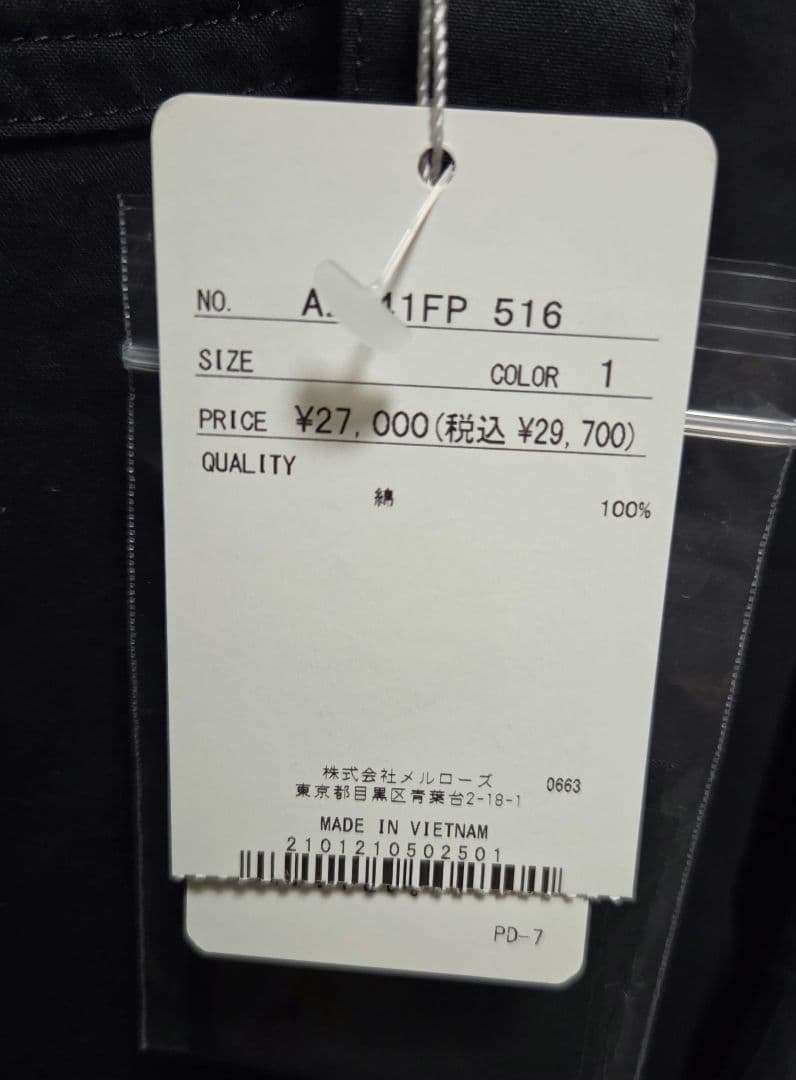 NO. 41FP 516
SIZE COLOR 1
PRICE ¥27,000(税込 ¥29,700)
QUALITY
綿 100%
株式会社メルローズ 0663
東京都目黒区青葉台2-18-1
MADE IN VIETNAM
2101210502501
PD-7